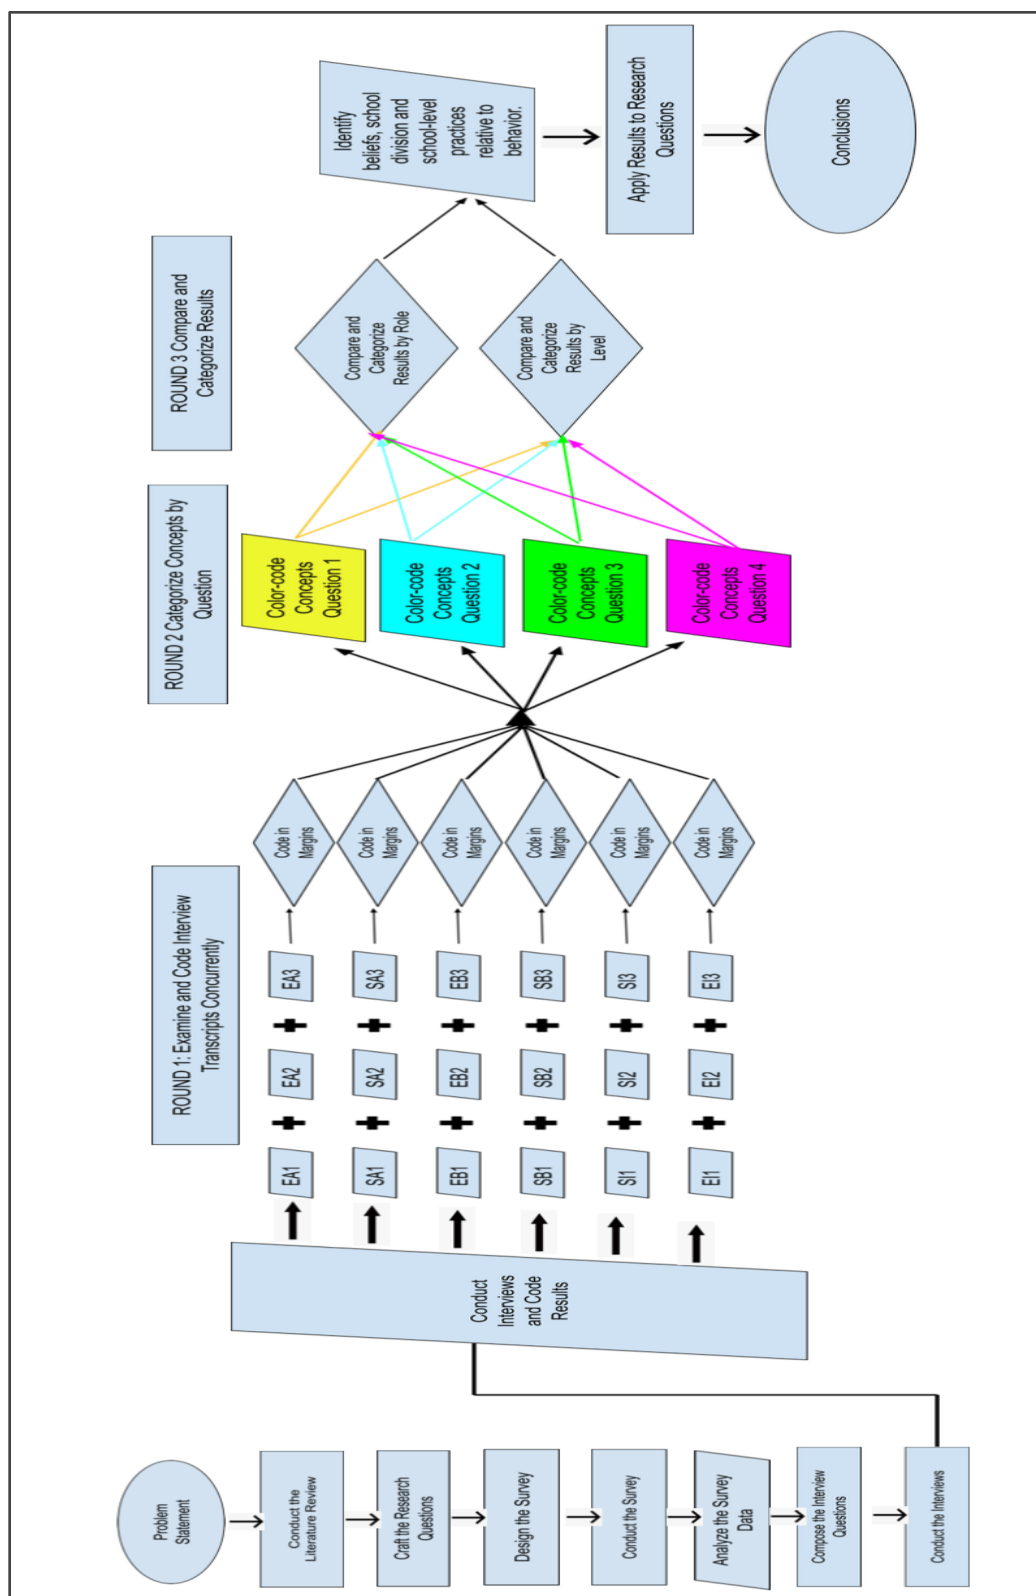 Problem
Statement
Conduct the
Literature Review
Craft the Research
Questions
Design the Survey
Conduct the Survey
Analyze the Survey
Data
Compose the Interview
Questions
Conduct the Interviews
Conduct
Interviews
and Code
Results
ROUND 1: Examine and Code Interview
Transcripts Concurrently
EA1
EA2
EA3
Code in
Margins
SA1
SA2
SA3
Code in
Margins
EB1
EB2
EB3
Code in
Margins
SB1
SB2
SB3
Code in
Margins
SI1
SI2
SI3
Code in
Margins
EI1
EI2
EI3
Code in
Margins
ROUND 2 Categorize Concepts by
Question
Color-code
Concepts
Question 1
Color-code
Concepts
Question 2
Color-code
Concepts
Question 3
Color-code
Concepts
Question 4
ROUND 3 Compare and
Categorize Results
Compare and
Categorize
Results by Role
Compare and
Categorize
Results by
Level
Identify
beliefs, school
division and
school-level
practices
relative to
behavior.
Apply Results to Research
Questions
Conclusions